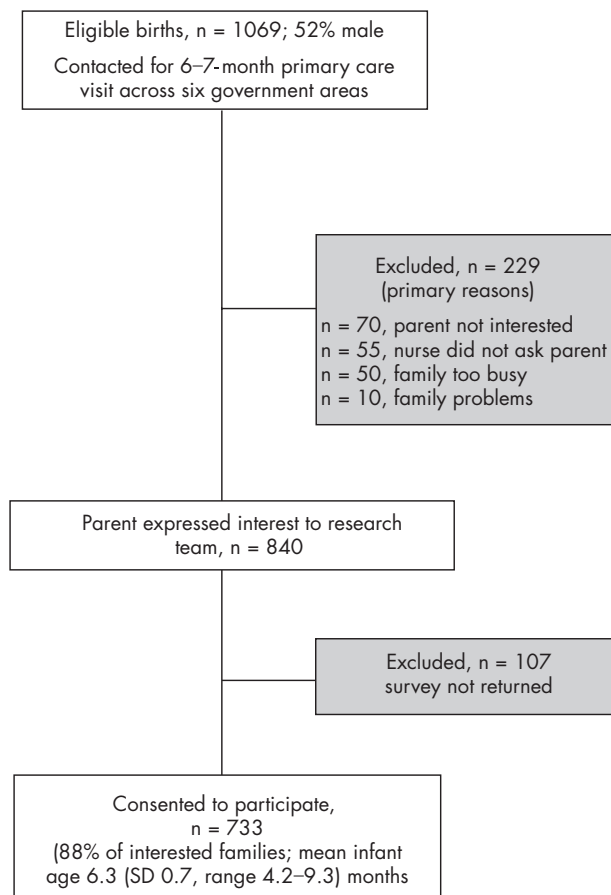 Eligible births, n = 1069; 52% male
Contacted for 6–7-month primary care
visit across six government areas
Excluded, n = 229
(primary reasons)
n = 70, parent not interested
n = 55, nurse did not ask parent
n = 50, family too busy
n = 10, family problems
Parent expressed interest to research
team, n = 840
Excluded, n = 107
survey not returned
Consented to participate,
n = 733
(88% of interested families; mean infant
age 6.3 (SD 0.7, range 4.2–9.3) months